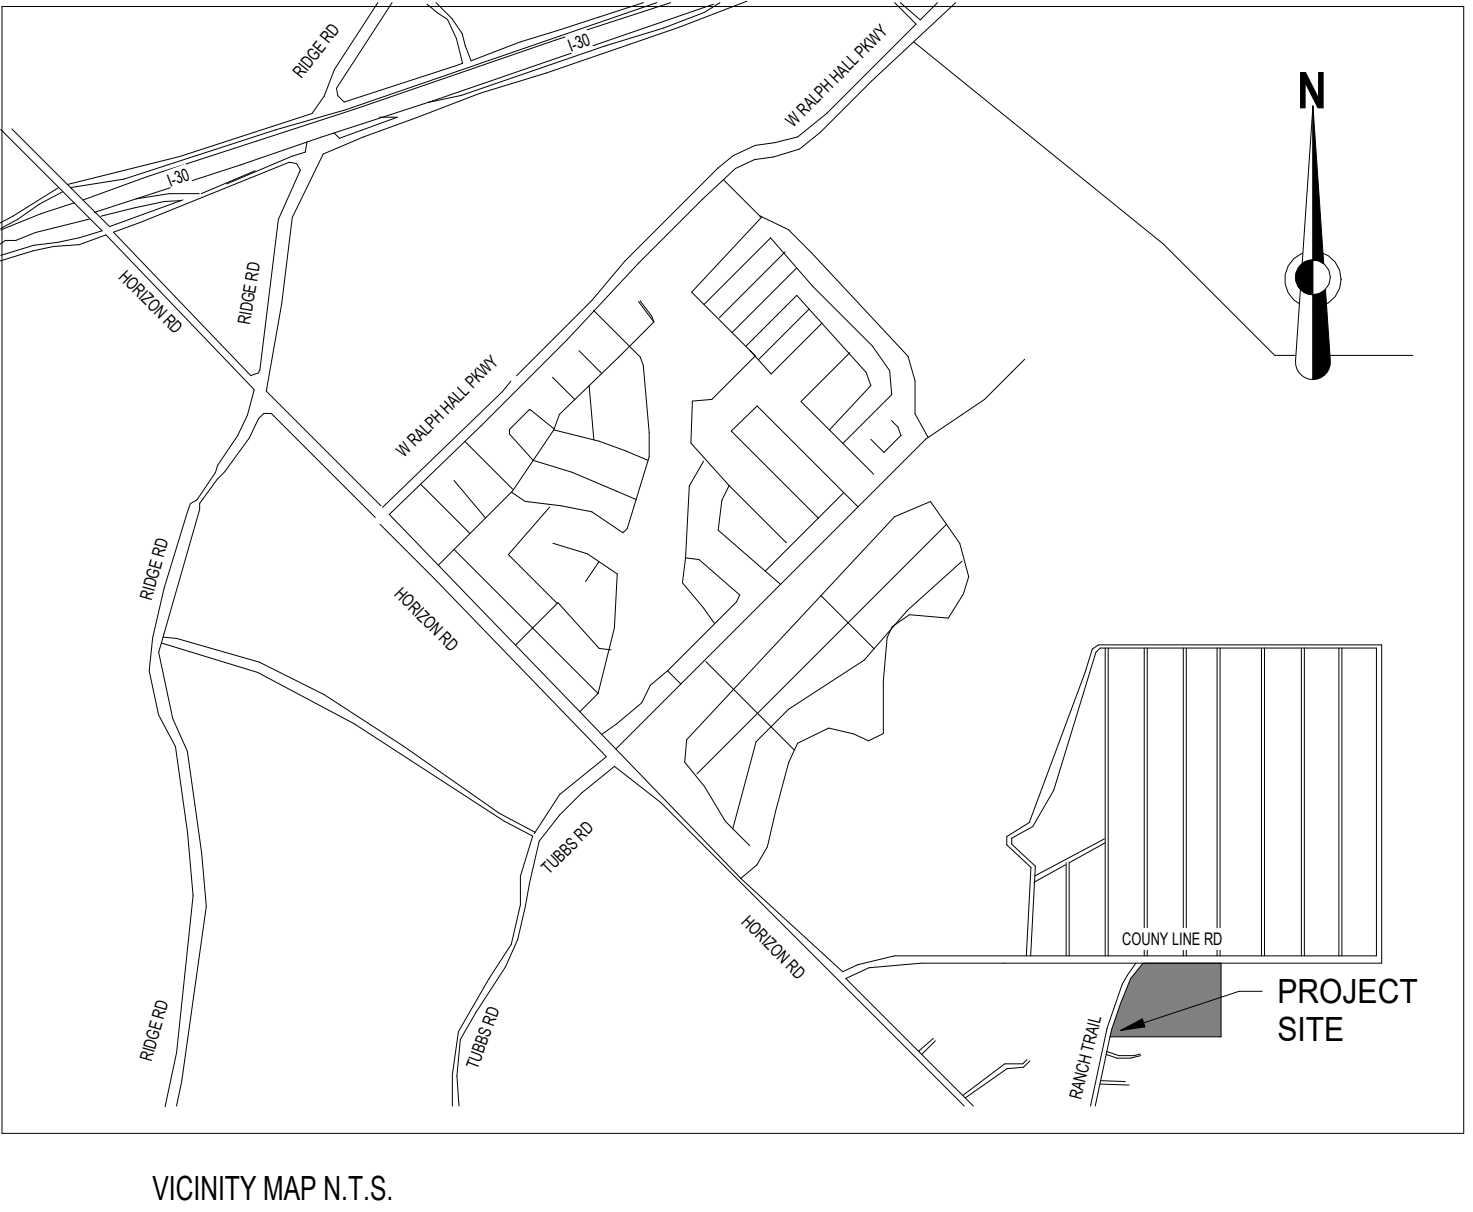 RIDGE RD
I-30
W RALPH HALL PKWY
N
I-30
HORIZON RD
RIDGE RD
W RALPH HALL PKWY
RIDGE RD
HORIZON RD
TUBBS RD
HORIZON RD
COUNY LINE RD
PROJECT
SITE
RIDGE RD
TUBBS RD
RANCH TRAIL
VICINITY MAP N.T.S.